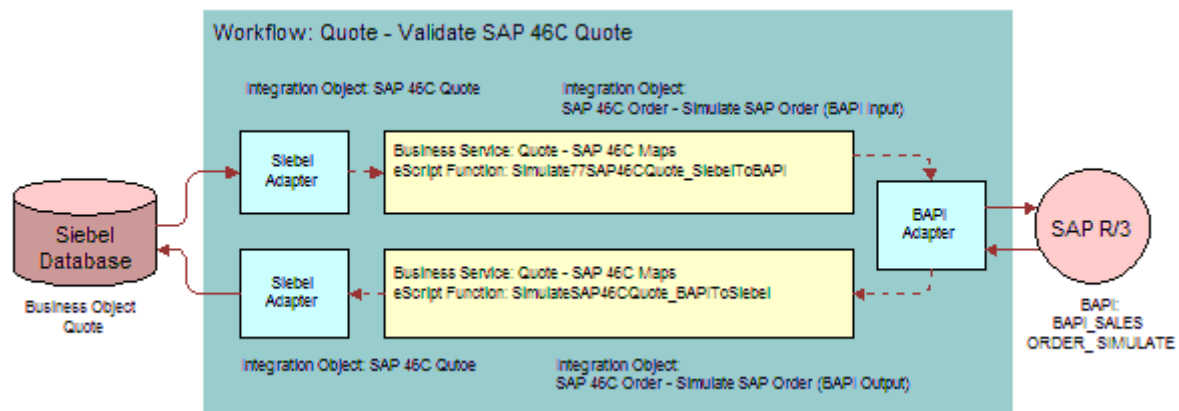 Workflow: Quote - Validate SAP 46C Quote
Integration Object: SAP 46C Quote
Integration Object:
SAP 46C Order - Simulate SAP Order (BAPI Input)
Siebel
Adapter
Business Service: Quote - SAP 46C Maps
eScript Function: Simulate77SAP46CQuote_SiebelToBAPI
Siebel
Database
Business Object
Quote
BAPI
Adapter
SAP R/3
BAPI:
BAPI_SALES
ORDER_SIMULATE
Siebel
Adapter
Business Service: Quote - SAP 46C Maps
eScript Function: SimulateSAP46CQuote_BAPIToSiebel
Integration Object: SAP 46C Qutoe
Integration Object:
SAP 46C Order - Simulate SAP Order (BAPI Output)